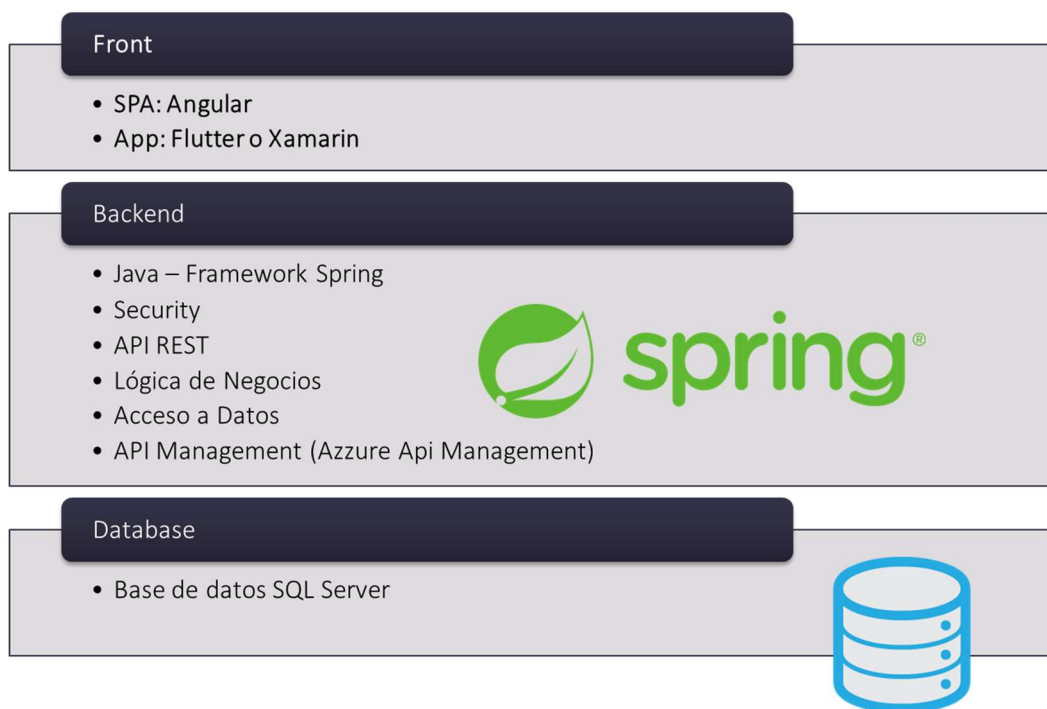 Front
• SPA: Angular
• App: Flutter o Xamarin
Backend
• Java – Framework Spring
• Security
• API REST
• Lógica de Negocios
• Acceso a Datos
• API Management (Azzure Api Management)
spring®
Database
• Base de datos SQL Server